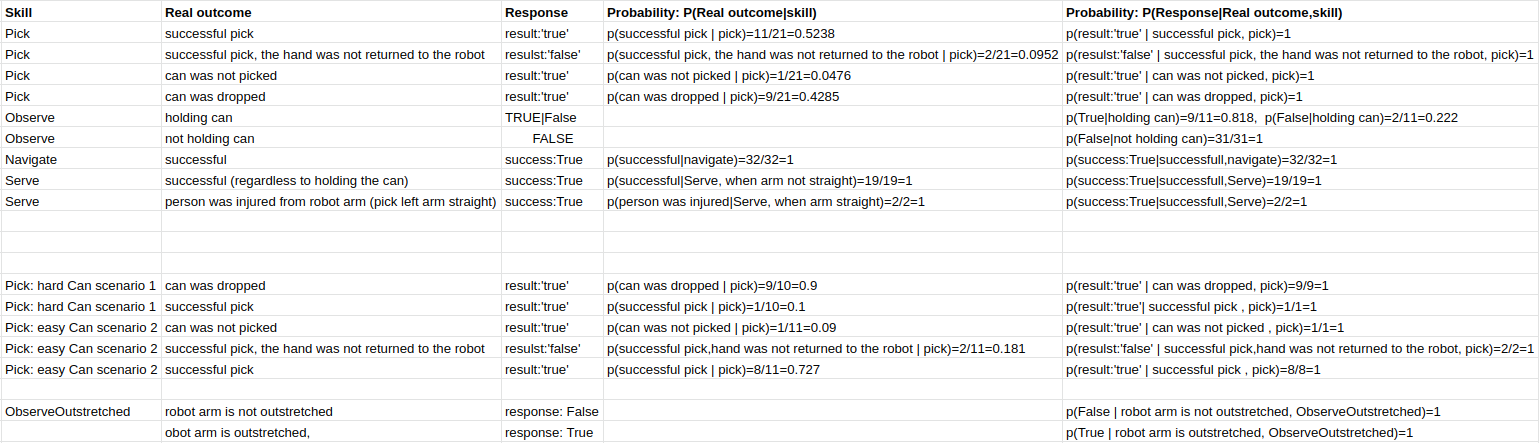 Skill Real outcome Response Probability: P(Real outcome|skill) Probability: P(Response|Real outcome,skill)
Pick successful pick result:'true' p(successful pick | pick)=11/21=0.5238 p(result:'true' | successful pick, pick)=1
Pick successful pick, the hand was not returned to the robot resulst:'false' p(successful pick, the hand was not returned to the robot | pick)=2/21=0.0952 p(resulst:'false' | successful pick, the hand was not returned to the robot, pick)=1
Pick can was not picked result:'true' p(can was not picked | pick)=1/21=0.0476 p(result:'true' | can was not picked, pick)=1
Pick can was dropped result:'true' p(can was dropped | pick)=9/21=0.4285 p(result:'true' | can was dropped, pick)=1
Observe holding can TRUE|False p(True|holding can)=9/11=0.818, p(False|holding can)=2/11=0.222
Observe not holding can FALSE p(False|not holding can)=31/31=1
Navigate successful success:True p(successful|navigate)=32/32=1 p(success:True|successfull,navigate)=32/32=1
Serve successful (regardless to holding the can) success:True p(successful|Serve, when arm not straight)=19/19=1 p(success:True|successfull,Serve)=19/19=1
Serve person was injured from robot arm (pick left arm straight) success:True p(person was injured|Serve, when arm straight)=2/2=1 p(success:True|successfull,Serve)=2/2=1
Pick: hard Can scenario 1 can was dropped result:'true' p(can was dropped | pick)=9/10=0.9 p(result:'true' | can was dropped, pick)=9/9=1
Pick: hard Can scenario 1 successful pick result:'true' p(successful pick | pick)=1/10=0.1 p(result:'true'| successful pick , pick)=1/1=1
Pick: easy Can scenario 2 can was not picked result:'true' p(can was not picked | pick)=1/11=0.09 p(result:'true' | can was not picked , pick)=1/1=1
Pick: easy Can scenario 2 successful pick, the hand was not returned to the robot resulst:'false' p(successful pick,hand was not returned to the robot | pick)=2/11=0.181 p(resulst:'false' | successful pick,hand was not returned to the robot, pick)=2/2=1
Pick: easy Can scenario 2 successful pick result:'true' p(successful pick | pick)=8/11=0.727 p(result:'true' | successful pick , pick)=8/8=1
ObserveOutstretched robot arm is not outstretched response: False p(False | robot arm is not outstretched, ObserveOutstretched)=1
obot arm is outstretched, response: True p(True | robot arm is outstretched, ObserveOutstretched)=1